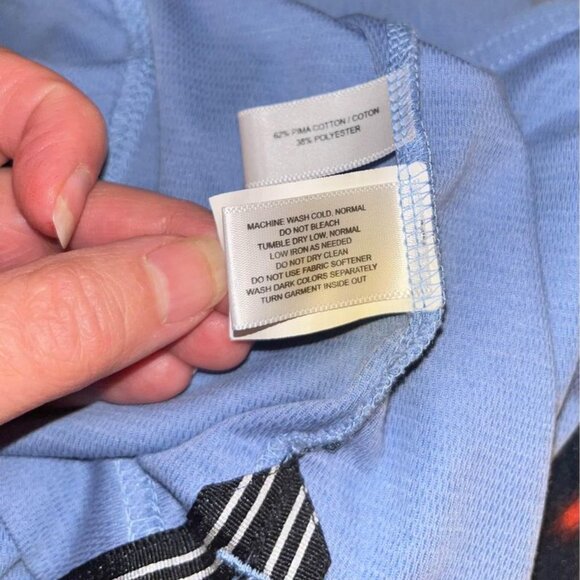 62% PIMA COTTON / COTON
38% POLYESTER
MACHINE WASH COLD, NORMAL
DO NOT BLEACH
TUMBLE DRY LOW, NORMAL
LOW IRON AS NEEDED
DO NOT DRY CLEAN
DO NOT USE FABRIC SOFTENER
WASH DARK COLORS SEPARATELY
TURN GARMENT INSIDE OUT